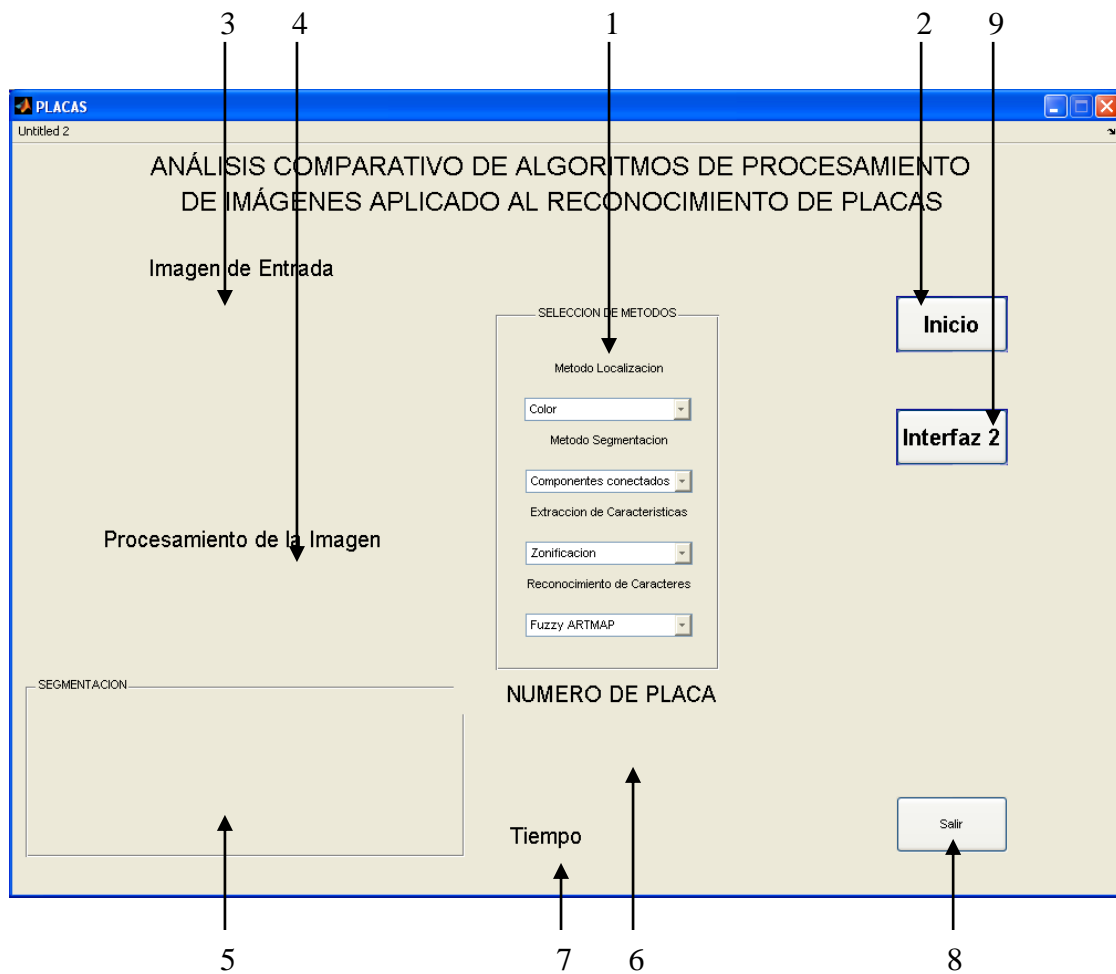 3 4 1 2 9
PLACAS
Untitled 2
ANÁLISIS COMPARATIVO DE ALGORITMOS DE PROCESAMIENTO
DE IMÁGENES APLICADO AL RECONOCIMIENTO DE PLACAS
Imagen de Entrada
SELECCION DE METODOS
Metodo Localizacion
Color
Metodo Segmentacion
Componentes conectados
Extraccion de Caracteristicas
Zonificacion
Reconocimiento de Caracteres
Fuzzy ARTMAP
Inicio
Interfaz 2
Procesamiento de la Imagen
SEGMENTACION
NUMERO DE PLACA
Tiempo
Salir
5 7 6 8